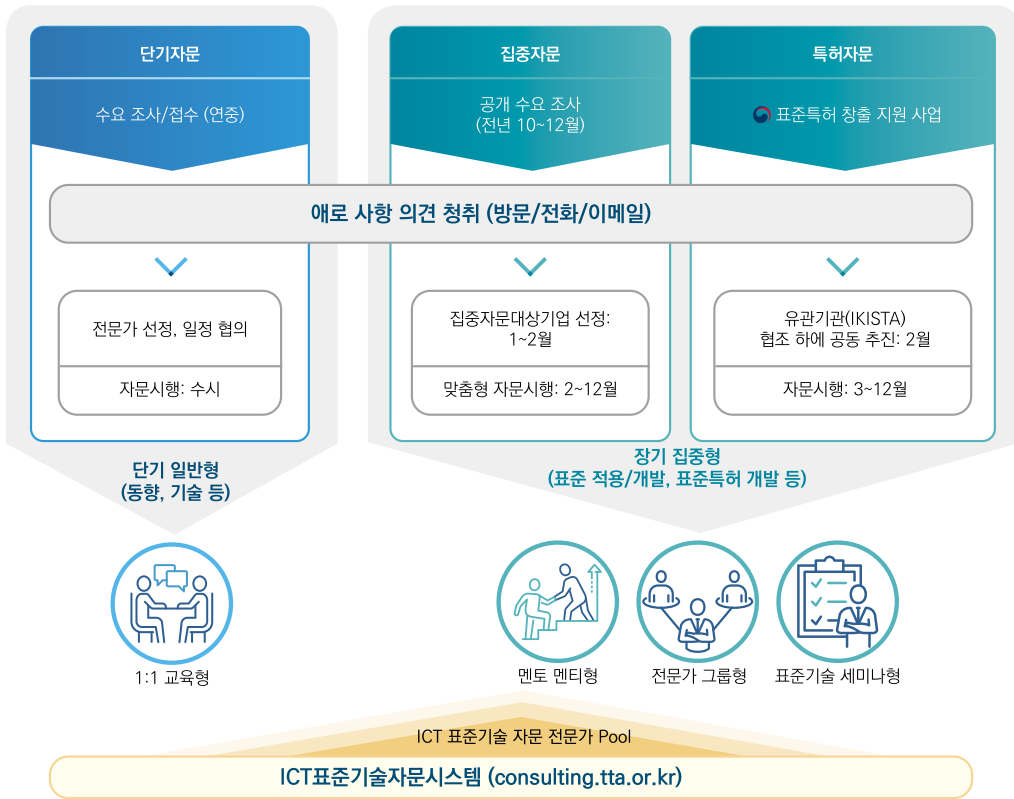 단기자문
수요 조사/접수 (연중)
집중자문
공개 수요 조사
(전년 10~12월)
특허자문
표준특허 창출 지원 사업
애로 사항 의견 청취 (방문/전화/이메일)
전문가 선정, 일정 협의
자문시행: 수시
집중자문대상기업 선정:
1~2월
맞춤형 자문시행: 2~12월
유관기관(IKISTA)
협조 하에 공동 추진: 2월
자문시행: 3~12월
단기 일반형
(동향, 기술 등)
장기 집중형
(표준 적용/개발, 표준특허 개발 등)
1:1 교육형
멘토 멘티형
전문가 그룹형
표준기술 세미나형
ICT 표준기술 자문 전문가 Pool
ICT표준기술자문시스템 (consulting.tta.or.kr)